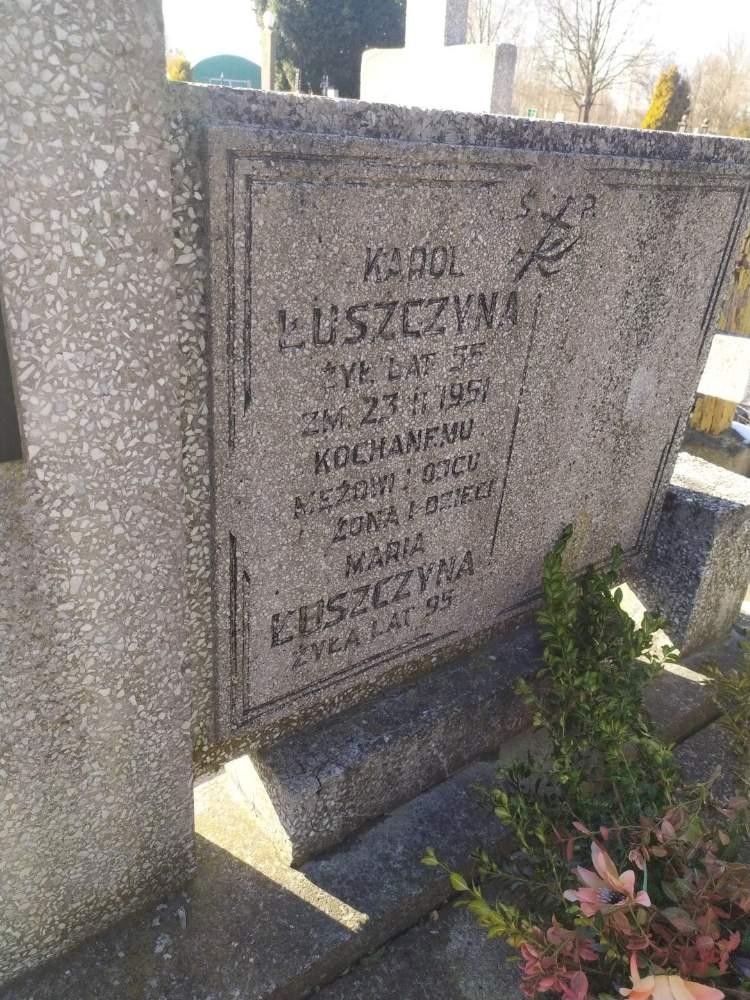 Ś P
KAROL
ŁUSZCZYNA
ŻYŁ LAT 55
ZM. 23 II 1951
KOCHANEMU
MĘŻOWI I OJCU
ŻONA I DZIECI
MARIA
ŁUSZCZYNA
ŻYŁA LAT 95